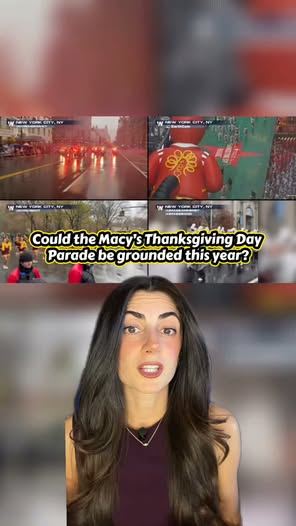 NEW YORK CITY, NY
NEW YORK CITY, NY
EarthCam
NEW YORK CITY, NY
NEW YORK CITY, NY
Could the Macy's Thanksgiving Day
Parade be grounded this year?